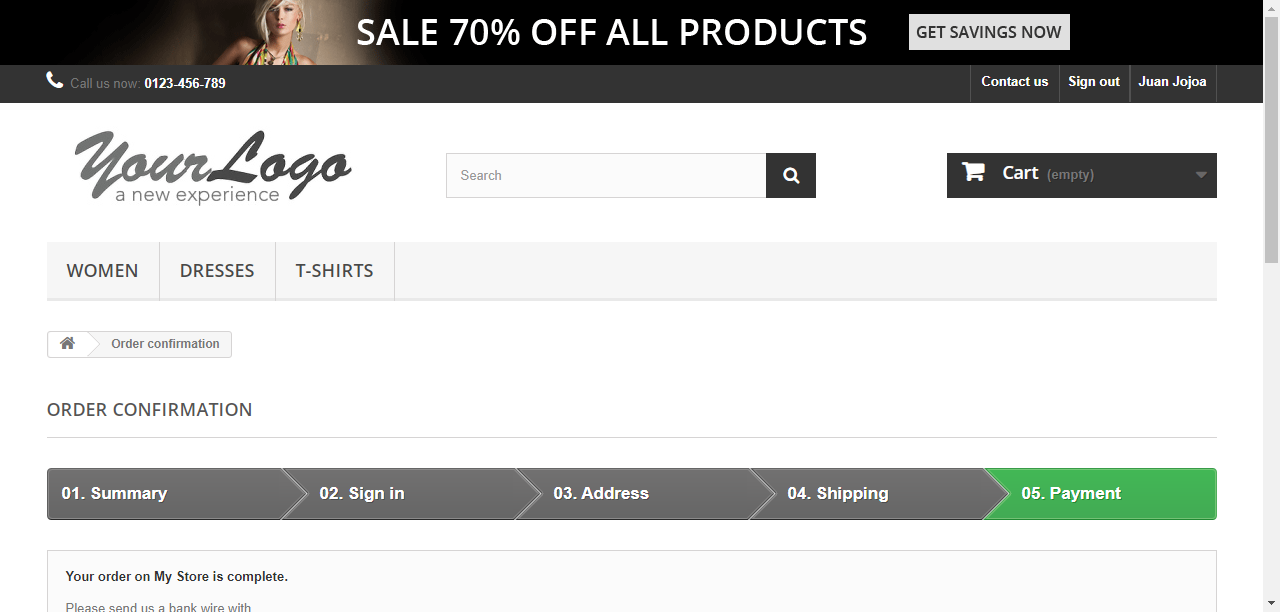 SALE 70% OFF ALL PRODUCTS GET SAVINGS NOW
Call us now: 0123-456-789 Contact us Sign out Juan Jojoa
YourLogo
a new experience
Search
Cart (empty)
WOMEN DRESSES T-SHIRTS
Order confirmation
ORDER CONFIRMATION
01. Summary 02. Sign in 03. Address 04. Shipping 05. Payment
Your order on My Store is complete.
Please send us a bank wire with